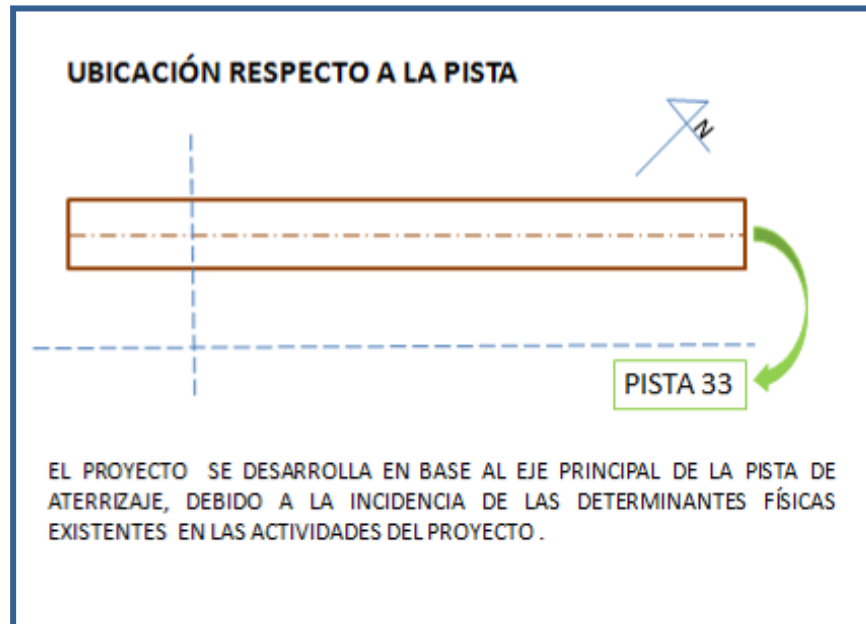 UBICACIÓN RESPECTO A LA PISTA
N
PISTA 33
EL PROYECTO SE DESARROLLA EN BASE AL EJE PRINCIPAL DE LA PISTA DE
ATERRIZAJE, DEBIDO A LA INCIDENCIA DE LAS DETERMINANTES FÍSICAS
EXISTENTES EN LAS ACTIVIDADES DEL PROYECTO .